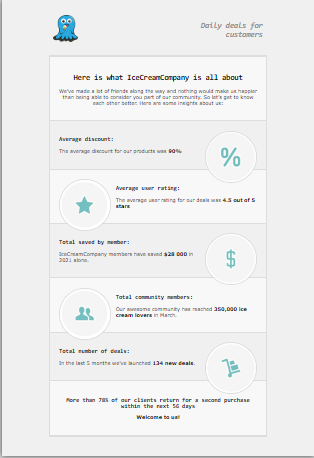 Daily deals for
customers
Here is what IceCreamCompany is all about
We've made a lot of friends along the way and nothing would make us happier
than being able to consider you part of our community. So let's get to know
each other better. Here are some insights about us:
Average discount:
The average discount for our products was 90%
Average user rating:
The average user rating for our deals was 4.5 out of 5
stars
Total saved by member:
IceCreamCompany members have saved $28 000 in
2021 alone.
Total community members:
Our awesome community has reached 350,000 ice
cream lovers in March.
Total number of deals:
In the last 5 months we've launched 134 new deals.
More than 78% of our clients return for a second purchase
within the next 56 days
Welcome to us!